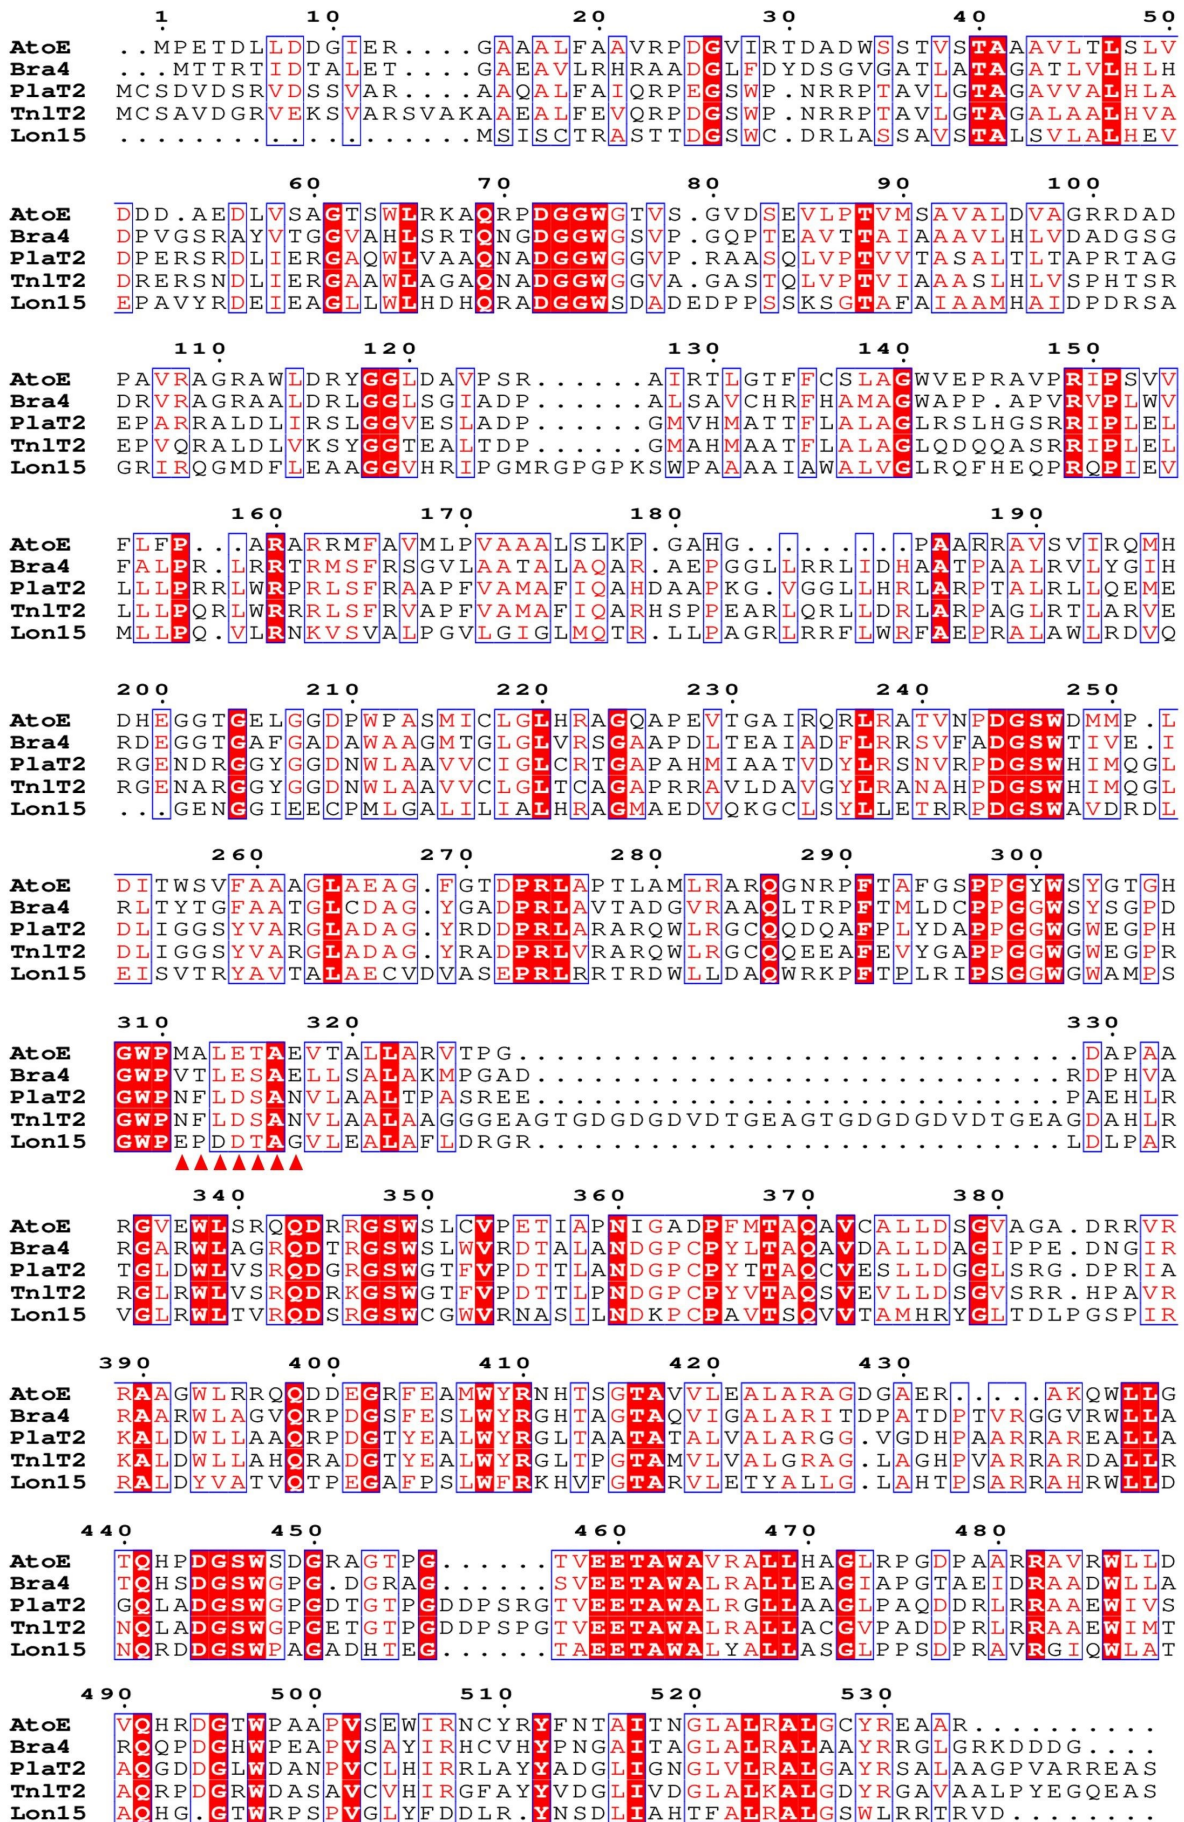 1 10 20 30 40 50
AtoE ..MPETDLLDDGIER....GAAALFAAVRPDGVIRTDADWSSTVSTAAAVLTLSLV
Bra4 ...MTTRTIDTALET....GAEAVLRHRAADGLFDYDSGVGATLATAGATLVLHLH
PlaT2 MCSDVDSRVDSSVAR....AAQALFAIQRPEGSWP.NRRPTAVLGTAGAVVALHLA
TnlT2 MCSAVDGRVEKSVARSVAKAAEALFEVQRPDGSWP.NRRPTAVLGTAGALAALHVA
Lon15 ...................MSISCTRASTTDGSWC.DRLASSAVSTALSVLALHEV
60 70 80 90 100
AtoE DDD.AEDLVSAGTSWLRKAQRPDGGWGTVS.GVDSEVLPTVMSAVALDVAGRRDAD
Bra4 DPVGSRAYVTGGVAHLSRTQNGDGGWGSVP.GQPTEAVTTAIAAAVLHLVDADGSG
PlaT2 DPERSRDLIERGAQWLVAAQNADGGWGGVP.RAASQLVPTVVTASALTLTAPRTAG
TnlT2 DRERSNDLIERGAAWLAGAQNADGGWGGVA.GASTQLVPTVIAAASLHLVSPHTSR
Lon15 EPAVYRDEIEAGLLWLHDHQRADGGWSDADEDPPSSKSGTAFAIAAMHAIDPDRSA
110 120 130 140 150
AtoE PAVRAGRAWLDRYGGLDAVPSR......AIRTLGTFFCSLAGWVEPRAVPRIPSVV
Bra4 DRVRAGRAALDRLGGLSGIADP......ALSAVCHRFHAMAGWAPP.APVRVPLWV
PlaT2 EPARRALDLIRSLGGVESLADP......GMVHMATTFLALAGLRSLHGSRRIPLEL
TnlT2 EPVQRALDLVKSYGGTEALTDP......GMAHMAATFLALAGLQDQQASRRIPLEL
Lon15 GRIRQGMDFLEAAGGVHRIPGMRGPGPKSWPAAAAIAWALVGLRQFHEQPRQPIEV
160 170 180 190
AtoE FLFP...ARARRMFAVMLPVAAAALSLKP.GAHG.........PAARRAVSVIRQMH
Bra4 FALPR.LRRTRMSFRSGVLAATALAQAR.AEPGGLLRRLIDHAATPAALRVLYGIH
PlaT2 LLLPRRLWRPRLSFRAAPFVAMAFIQAHDAAPKG.VGGLLHRLARPTALRLLQEME
TnlT2 LLLPQRLWRRRLSFRVAPFVAMAFIQARHSPPEARLQRLLDRLARPAGLRTLARVE
Lon15 MLLPQ.VLRNKVSVALPGVLGIGLMQTR.LLPAGRLRRFLWRFAEPRALAWLRDVQ
200 210 220 230 240 250
AtoE DHEGGTGELGGDPWPASMICLGLHRAGQAPEVTGAIRQRLRATVNPDGSWDMMP.L
Bra4 RDEGGTGAFGADAWAAGMTGLGLVRSGAAPDLTEAIADFLRRSVFADGSWTIVE.I
PlaT2 RGENDRGGYGGDNWLAAVVCIGLCRTGAPAHMIAATVDYLRSNVRPDGSWHIMQGL
TnlT2 RGENARGGYGGDNWLAAVVCLGLTCAGAPRRAVLDAVGYLRANAHPDGSWHIMQGL
Lon15 ...GENGGIEECPMLGALILIALHRAGMAEDVQKGCLSYLLETRRPDGSWAVDRDL
260 270 280 290 300
AtoE DITWSVFAAAGLAEAG.FGTDPRLAPTLAMLRARQGNRPFTAFGSPPGYWSYGTGH
Bra4 RLTYTGFAATGLCDAG.YGADPRLAVTADGVRAAQLTRPFTMLDCPPGGWSYSGPD
PlaT2 DLIGGSYVARGLADAG.YRDDPRLARARQWLRGCQQDQAFPLYDAPPGGWGWEGPH
TnlT2 DLIGGSYVARGLADAG.YRADPRLVRARQWLRGCQQEEAFEVYGAPPGGWGWEGPR
Lon15 EISVTRYAVTALAECVDVASEPRLRRTRDWLLDAQWRKPFTPLRIPSGGWGWAMPS
310 320 330
AtoE GWPMALETAEVTALLARVTPG..............................DAPAA
Bra4 GWPVTLESAELLSALAKMPGAD.............................RDPHVA
PlaT2 GWPNFLDSANVLAALTPASREE.............................PAEHLR
TnlT2 GWPNFLDSANVLAALAAGGGEAGTGDGDGDVDTGEAGTGDGDGDVDTGEAGDAHLR
Lon15 GWPEPDDTAGVLEALAFLDRGR.............................LDLPAR
340 350 360 370 380
AtoE RGVEWLSRQQDRRGSWSLCVPETIAPNIGADPFMTAQAVCALLDSGVAGA.DRRVR
Bra4 RGARWLAGRQDTRGSWSLWVRDTALANDGPCPYLTAQAVDALLDAGIPPE.DNGIR
PlaT2 TGLDWLVSRQDGRGSWGTFVPDTTLANDGPCPYTTAQCVESLLDGGLSRG.DPRIA
TnlT2 RGLRWLVSRQDRKGSWGTFVPDTTLPNDGPCPYVTAQSVEVLLDSGVSRR.HPAVR
Lon15 VGLRWLTVRQDSRGSWCGWVRNASILNDKPCPAVTSQVVTAMHRYGLTDLPGSPIR
390 400 410 420 430
AtoE RAAGWLRRQQDDEGRFEAMWYRNHTSGTAVVLEALARAGDGAER....AKQWLLG
Bra4 RAARWLAGVQRPDGSFESLWYRGHTAGTAQVIGALARITDPATDPTVRGGVRWLLA
PlaT2 KALDWLLAAQRPDGTYEALWYRGLTAATATALVALARGG.VGDHPAARRAREALLA
TnlT2 KALDWLLAHQRADGTYEALWYRGLTPGTAMVLVALGRAG.LAGHPVARRARDALLR
Lon15 RALDYVATVQTPEGAFPSLWFRKHVFGTARVLETYALLG.LAHTPSARRAHRWLLD
440 450 460 470 480
AtoE TQHPDGSWSDGRAGTPG......TVEETAWAVRALLHAGLRPGDPAARRAVRWLLD
Bra4 TQHSDGSWGPG.DGRAG......SVEETAWALRALLEAGIAPGTAEIDRAADWLLA
PlaT2 GQLADGSWGPGDTGTPGDDPSRGTVEETAWALRGLLAAGLPAQDDRLRRAAEWIVS
TnlT2 NQLADGSWGPGETGTPGDDPSPGTVEETAWALRALLACGVPADDPRLRRAAEWIMT
Lon15 NQRDDGSWPAGADHTEG......TAEETAWALYALLASGLPPSDPRAVRGIQWLAT
490 500 510 520 530
AtoE VQHRDGTWPAAPVSEWIRNCYRYFNTAITNGLALRALGCYREAAR..........
Bra4 RQQPDGHWPEAPVSAYIRHCVHYPNGAITAGLALRALAAYRRGLGRKDDDG....
PlaT2 AQGDDGLWDANPVCLHIRRLAYYADGLIGNGLVLRALGAYRSALAAGPVARREAS
TnlT2 AQRPDGRWDASAVCVHIRGFAYYVDGLIVDGLALKALGDYRGAVAALPYEGQEAS
Lon15 AQHG.GTWRPSPVGLYFDDLR.YNSDLIAHTFALRALGSWLRRTRVD........